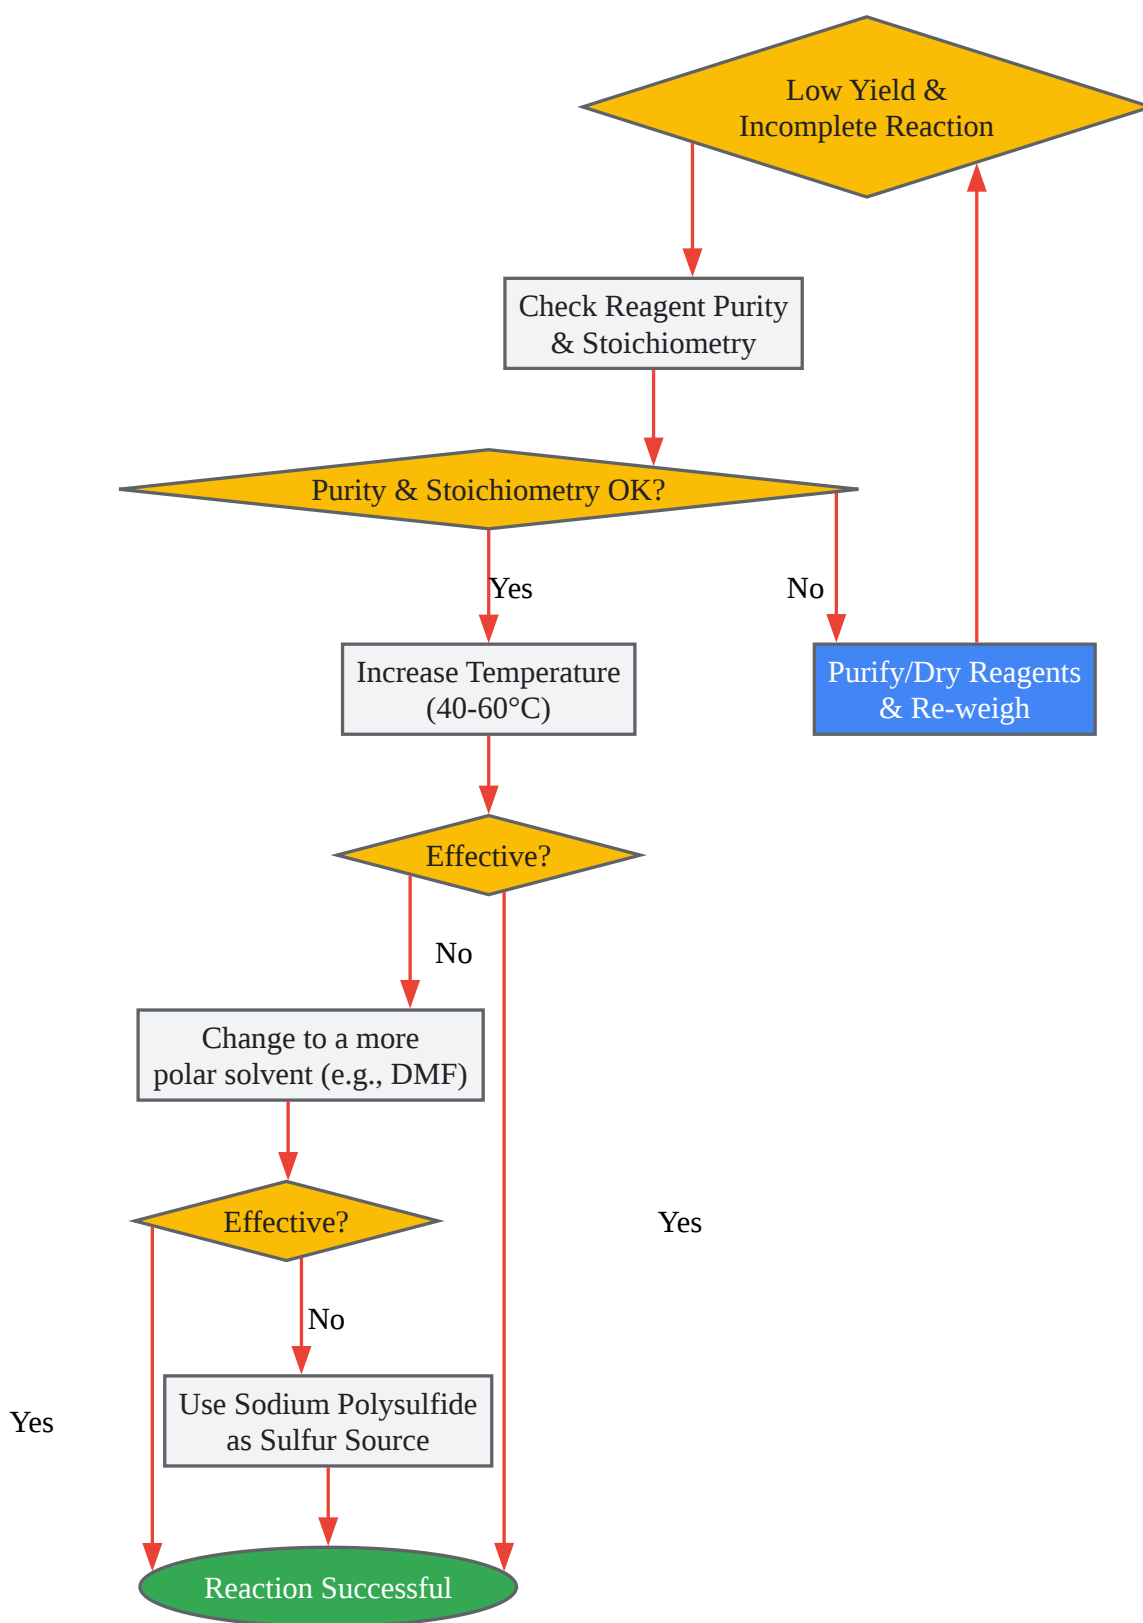 Low Yield &
Incomplete Reaction
Check Reagent Purity
& Stoichiometry
Purity & Stoichiometry OK?
Yes
No
Increase Temperature
(40-60°C)
Purify/Dry Reagents
& Re-weigh
Effective?
No
Change to a more
polar solvent (e.g., DMF)
Effective?
Yes
No
Yes
Use Sodium Polysulfide
as Sulfur Source
Reaction Successful